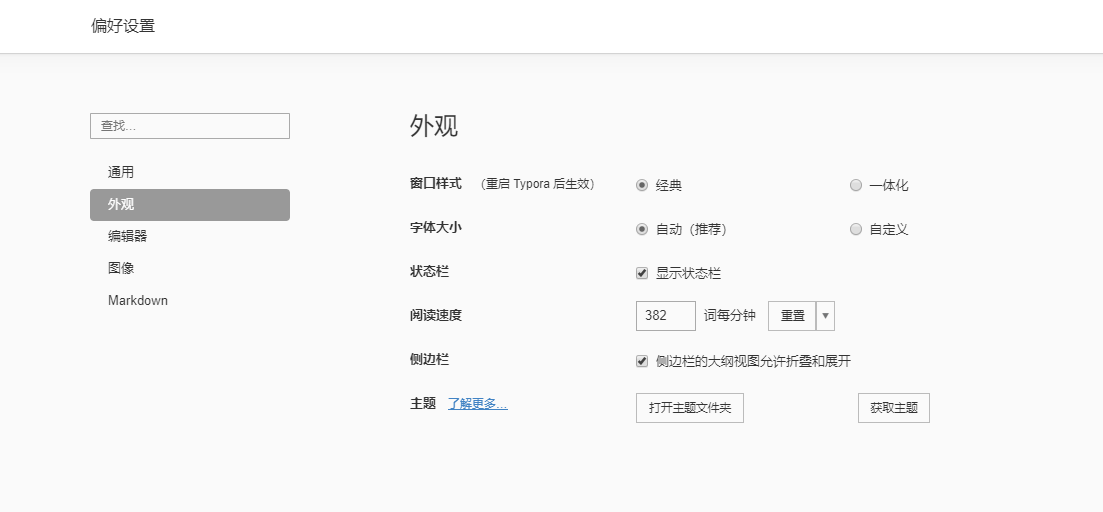 偏好设置
查找...
通用
外观
编辑器
图像
Markdown
外观
窗口样式 (重启 Typora 后生效) 经典 一体化
字体大小 自动（推荐） 自定义
状态栏 显示状态栏
阅读速度 382 词每分钟 重置
侧边栏 侧边栏的大纲视图允许折叠和展开
主题 了解更多... 打开主题文件夹 获取主题